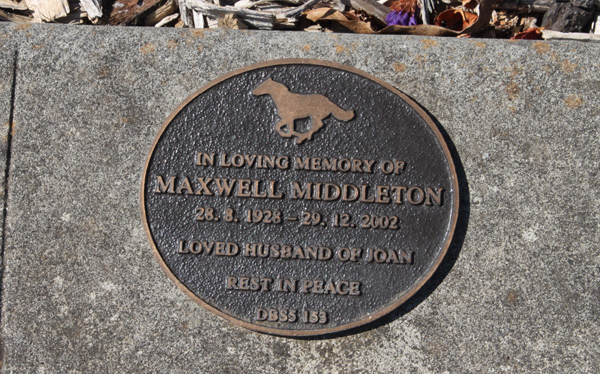 IN LOVING MEMORY OF
MAXWELL MIDDLETON
28. 8. 1928 – 29. 12. 2002
LOVED HUSBAND OF JOAN
REST IN PEACE
DBS5 153